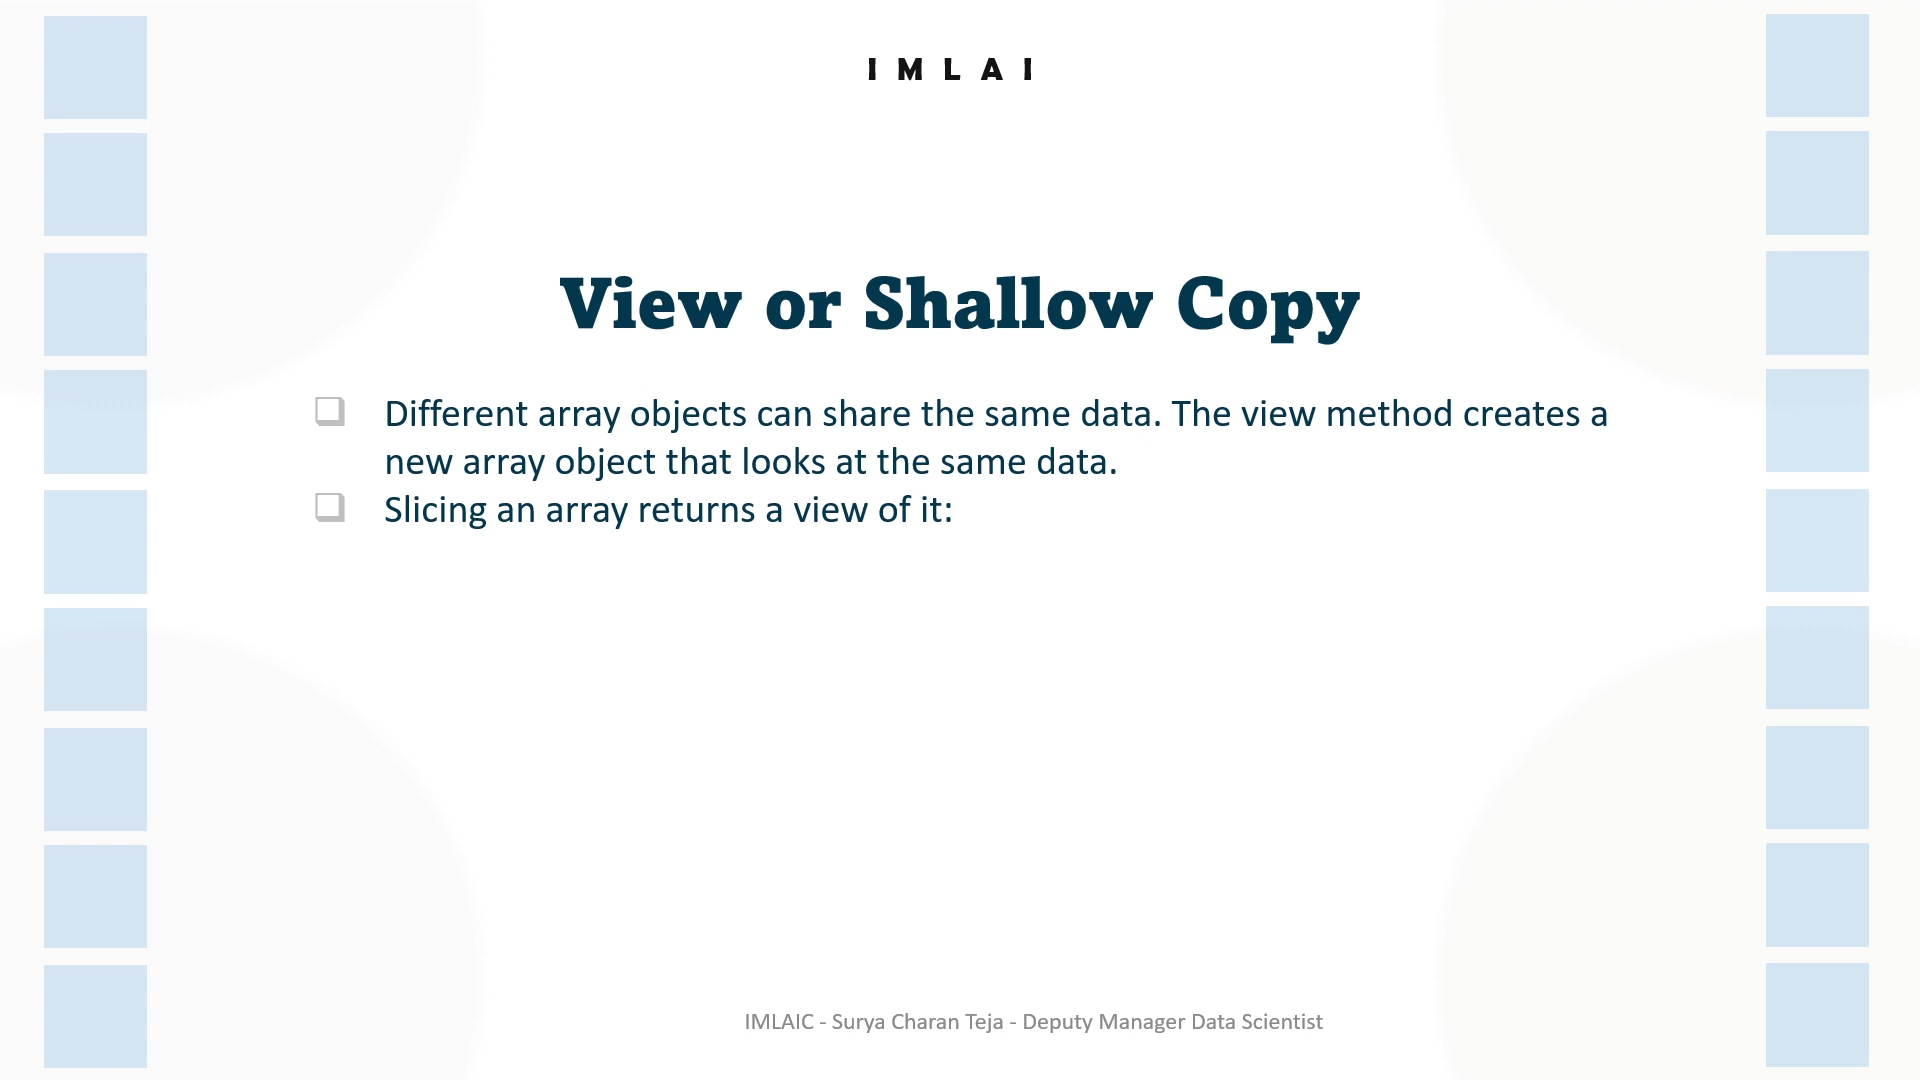 IMLAI
View or Shallow Copy
Different array objects can share the same data. The view method creates a
new array object that looks at the same data.
Slicing an array returns a view of it:
IMLAIC - Surya Charan Teja - Deputy Manager Data Scientist